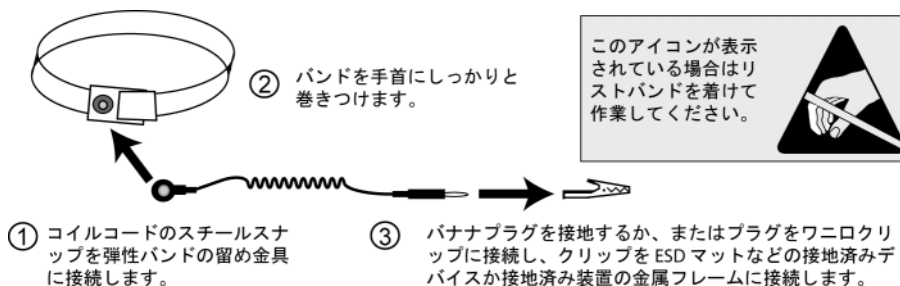 ② バンドを手首にしっかりと
巻きつけます。
このアイコンが表示
されている場合はリ
ストバンドを着けて
作業してください。
① コイルコードのスチールスナ
ップを弾性バンドの留め金具
に接続します。
③ バナナプラグを接地するか、またはプラグをワニ口クリ
ップに接続し、クリップを ESD マットなどの接地済みデ
バイスか接地済み装置の金属フレームに接続します。